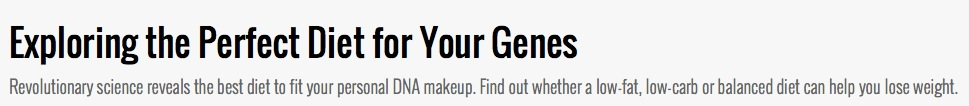 Exploring the Perfect Diet for Your Genes
Revolutionary science reveals the best diet to fit your personal DNA makeup. Find out whether a low-fat, low-carb or balanced diet can help you lose weight.